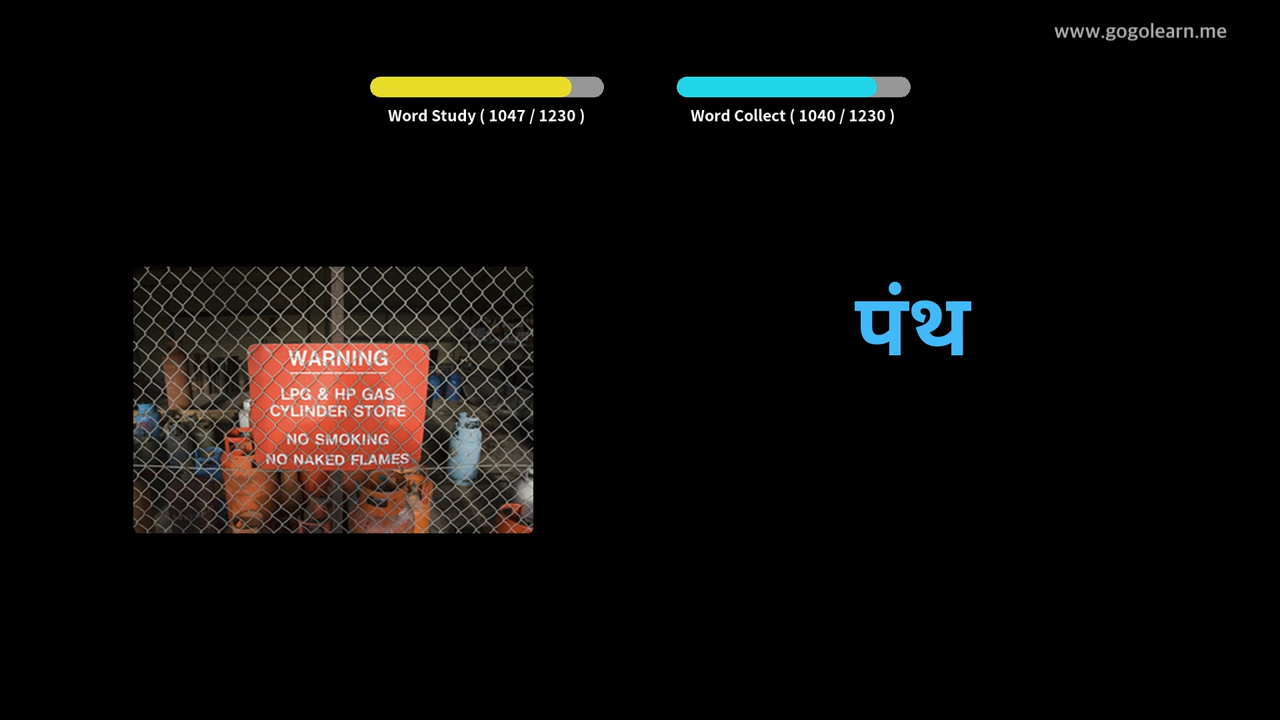 www.gogolearn.me
Word Study ( 1047 / 1230 )
Word Collect ( 1040 / 1230 )
WARNING
LPG & HP GAS
CYLINDER STORE
NO SMOKING
NO NAKED FLAMES
पंथ